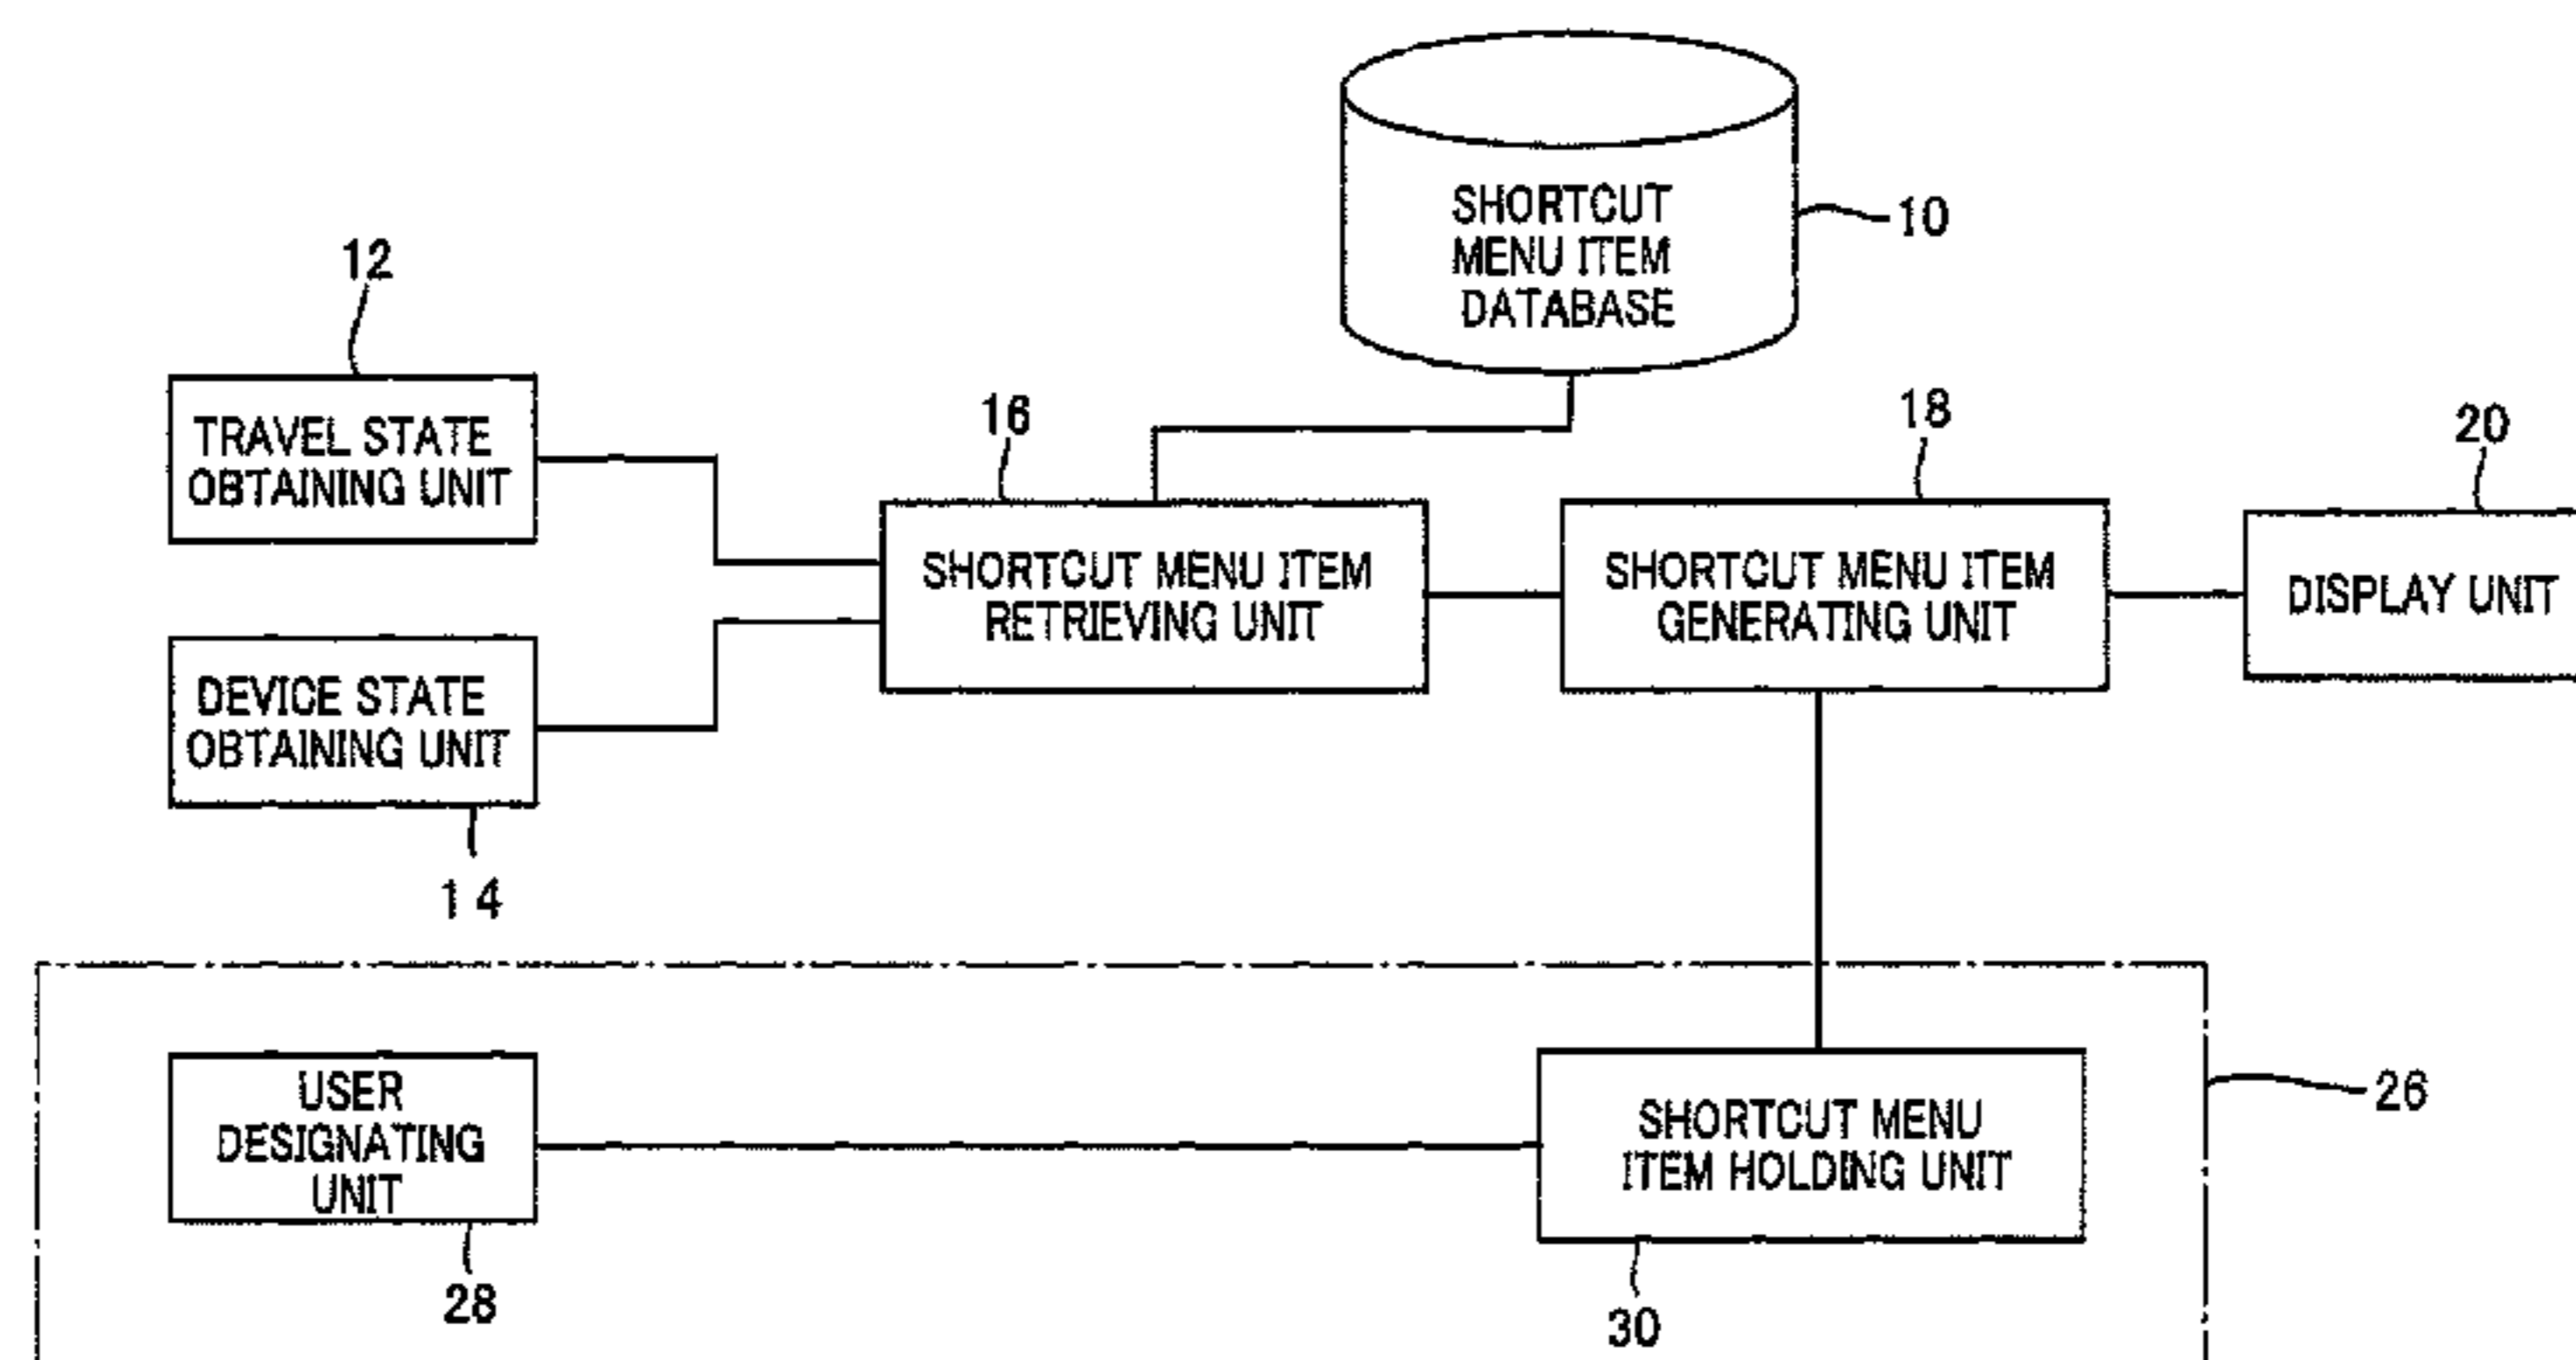 SHORTCUT
MENU ITEM
DATABASE
10
12
TRAVEL STATE
OBTAINING UNIT
16
SHORTCUT MENU ITEM
RETRIEVING UNIT
18
SHORTCUT MENU ITEM
GENERATING UNIT
20
DISPLAY UNIT
DEVICE STATE
OBTAINING UNIT
14
USER
DESIGNATING
UNIT
28
SHORTCUT MENU
ITEM HOLDING UNIT
30
26